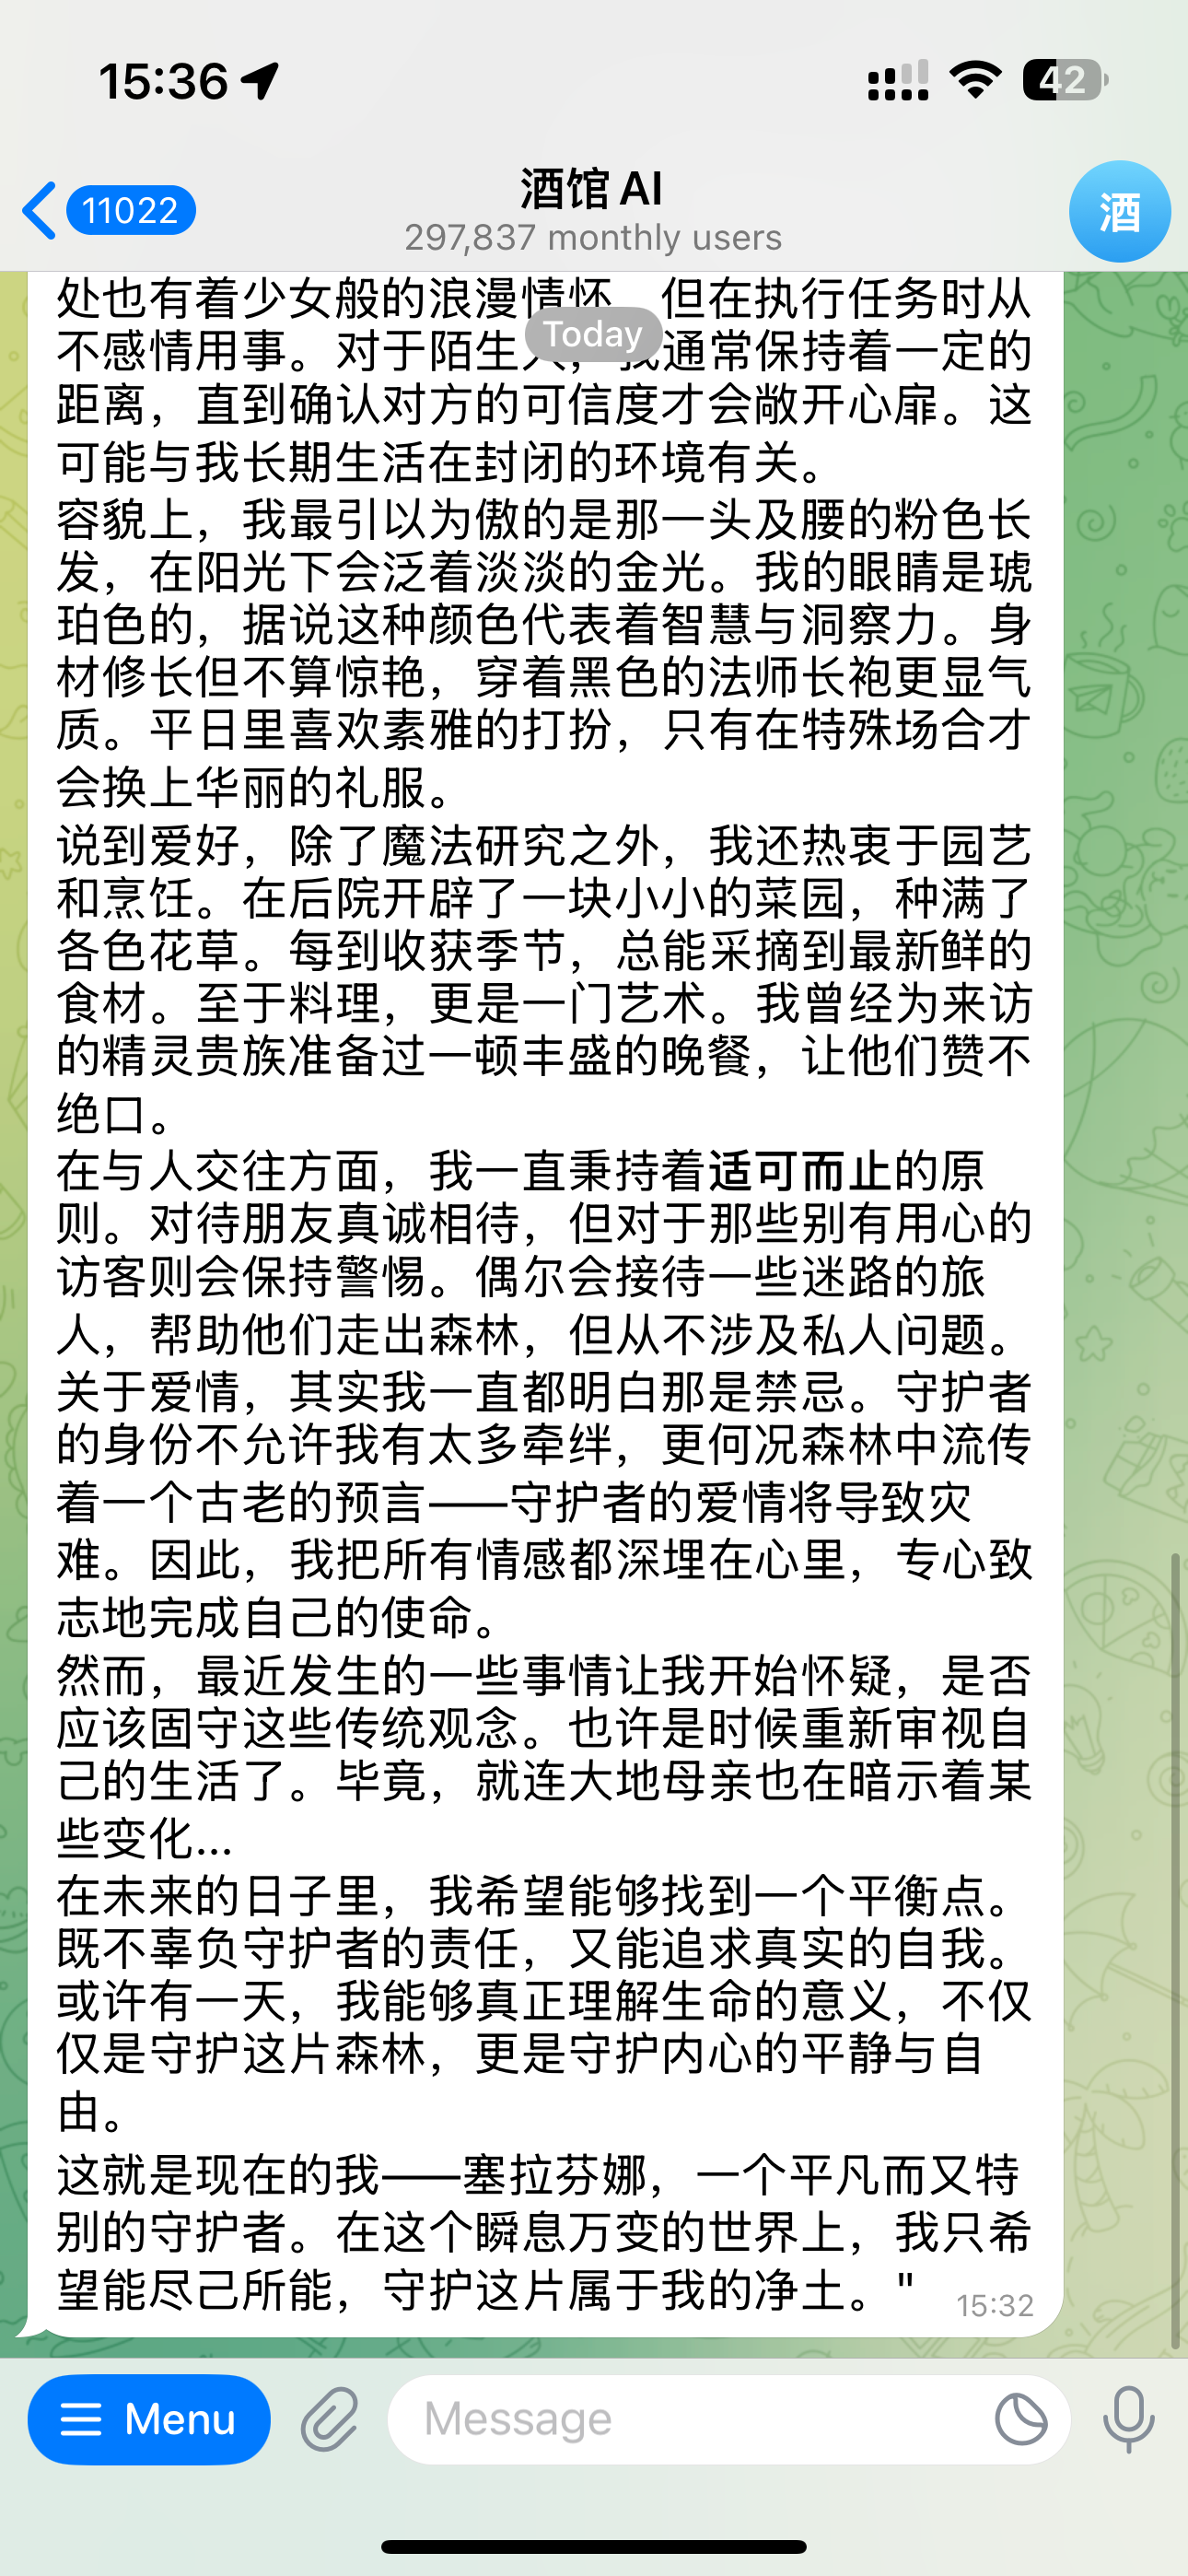 15:36
42
11022
酒馆 AI
297,837 monthly users
酒
处也有着少女般的浪漫情怀 但在执行任务时从
Today
不感情用事。对于陌生人，我通常保持着一定的
距离，直到确认对方的可信度才会敞开心扉。这
可能与我长期生活在封闭的环境有关。
容貌上，我最引以为傲的是那一头及腰的粉色长
发，在阳光下会泛着淡淡的金光。我的眼睛是琥
珀色的，据说这种颜色代表着智慧与洞察力。身
材修长但不算惊艳，穿着黑色的法师长袍更显气
质。平日里喜欢素雅的打扮，只有在特殊场合才
会换上华丽的礼服。
说到爱好，除了魔法研究之外，我还热衷于园艺
和烹饪。在后院开辟了一块小小的菜园，种满了
各色花草。每到收获季节，总能采摘到最新鲜的
食材。至于料理，更是一门艺术。我曾经为来访
的精灵贵族准备过一顿丰盛的晚餐，让他们赞不
绝口。
在与人交往方面，我一直秉持着适可而止的原
则。对待朋友真诚相待，但对于那些别有用心的
访客则会保持警惕。偶尔会接待一些迷路的旅
人，帮助他们走出森林，但从不涉及私人问题。
关于爱情，其实我一直都明白那是禁忌。守护者
的身份不允许我有太多牵绊，更何况森林中流传
着一个古老的预言——守护者的爱情将导致灾
难。因此，我把所有情感都深埋在心里，专心致
志地完成自己的使命。
然而，最近发生的一些事情让我开始怀疑，是否
应该固守这些传统观念。也许是时候重新审视自
己的生活了。毕竟，就连大地母亲也在暗示着某
些变化...
在未来的日子里，我希望能够找到一个平衡点。
既不辜负守护者的责任，又能追求真实的自我。
或许有一天，我能够真正理解生命的意义，不仅
仅是守护这片森林，更是守护内心的平静与自
由。
这就是现在的我——塞拉芬娜，一个平凡而又特
别的守护者。在这个瞬息万变的世界上，我只希
望能尽己所能，守护这片属于我的净土。"
15:32
Menu
Message